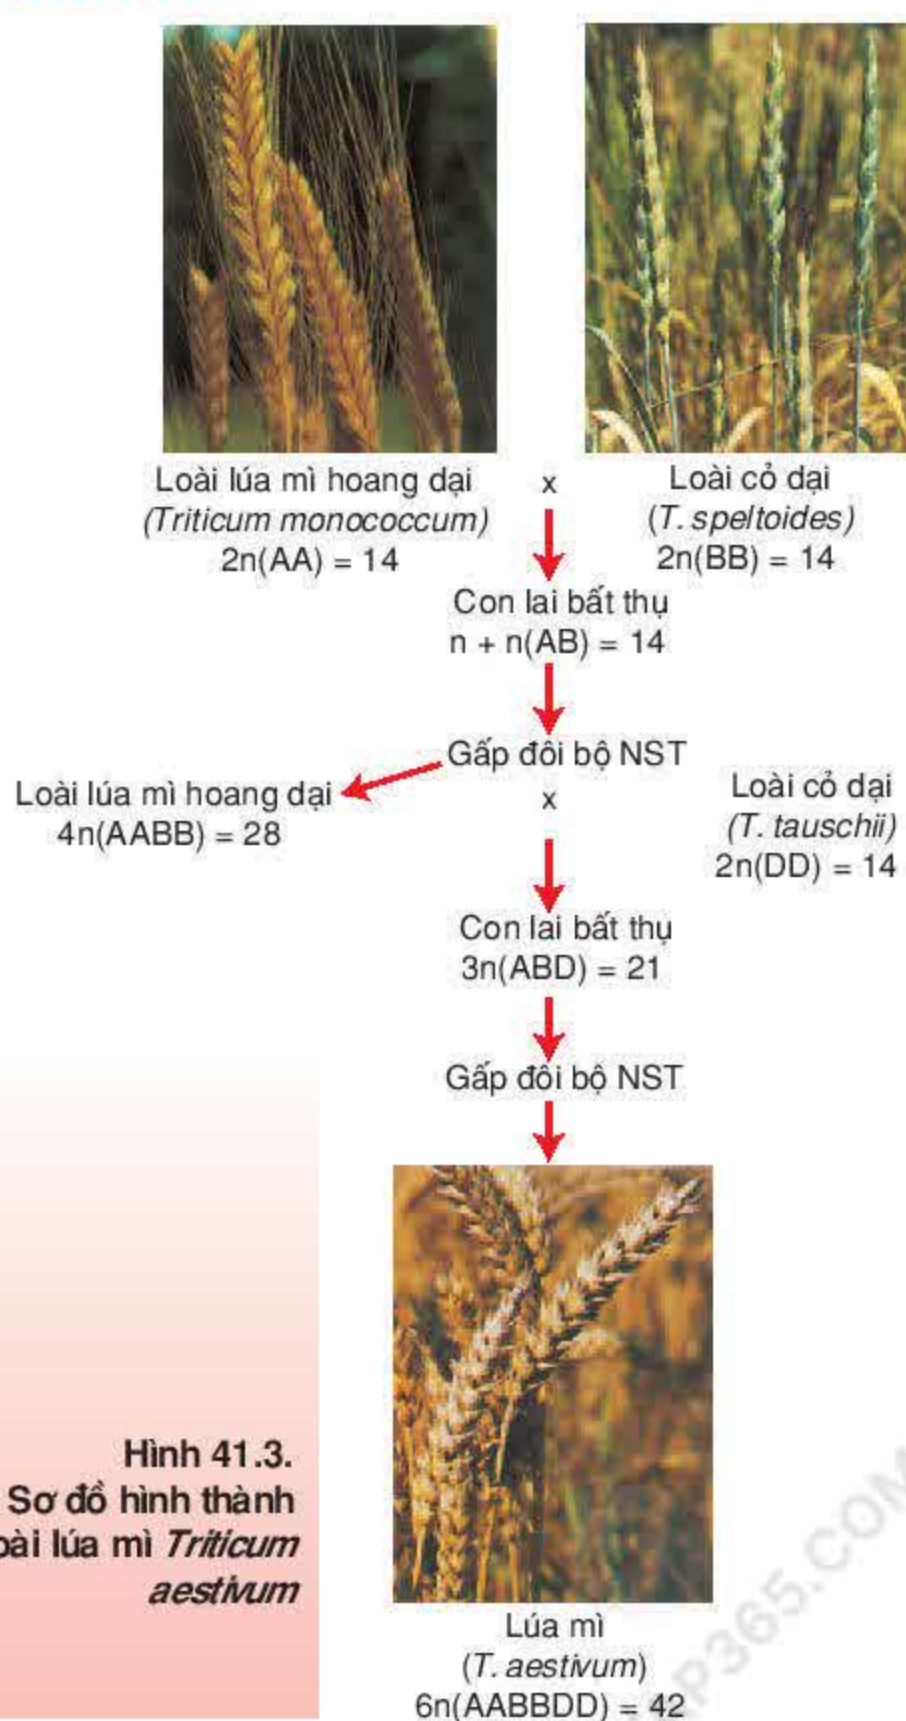 Loài lúa mì hoang dại
(Triticum monococcum)
2n(AA) = 14
x
Loài cỏ dại
(T. speltoides)
2n(BB) = 14
Con lai bất thụ
n + n(AB) = 14
Gấp đôi bộ NST
Loài lúa mì hoang dại
4n(AABB) = 28
x
Loài cỏ dại
(T. tauschii)
2n(DD) = 14
Con lai bất thụ
3n(ABD) = 21
Gấp đôi bộ NST
Hình 41.3.
Sơ đồ hình thành
lúa mì Triticum
aestivum
Lúa mì
(T. aestivum)
6n(AABBDD) = 42
P365.COM